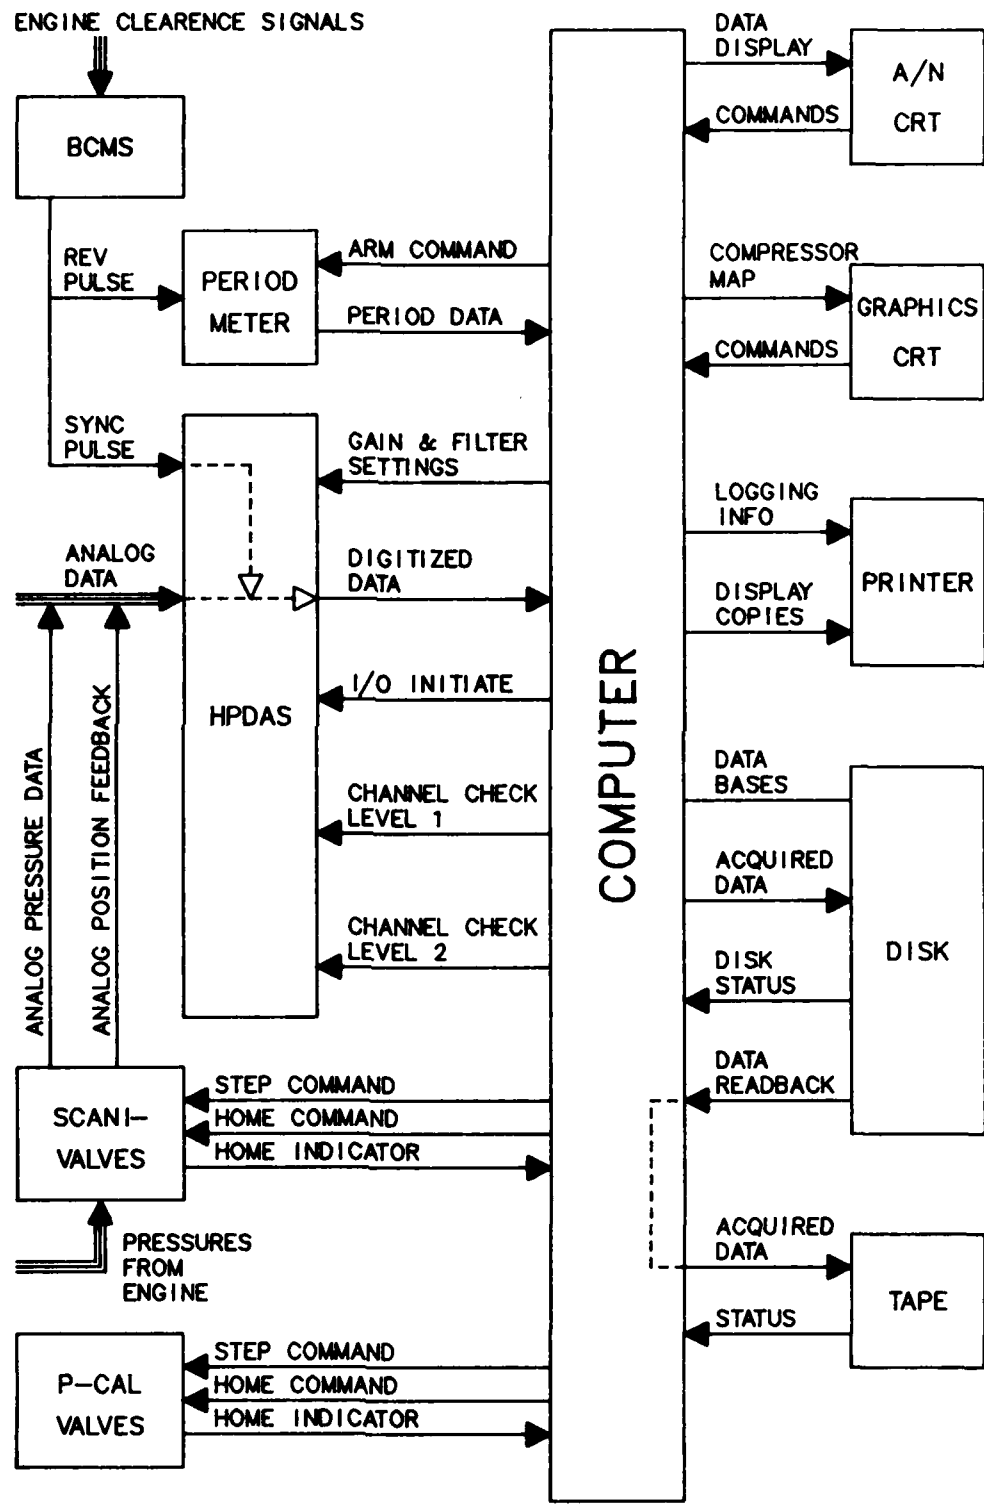 ENGINE CLEARENCE SIGNALS
BCMS
REV
PULSE
PERIOD
METER
ARM COMMAND
PERIOD DATA
SYNC
PULSE
GAIN & FILTER
SETTINGS
ANALOG
DATA
DIGITIZED
DATA
HPDAS
I/O INITIATE
CHANNEL CHECK
LEVEL 1
CHANNEL CHECK
LEVEL 2
ANALOG PRESSURE DATA
ANALOG POSITION FEEDBACK
SCANI-
VALVES
STEP COMMAND
HOME COMMAND
HOME INDICATOR
PRESSURES
FROM
ENGINE
P-CAL
VALVES
STEP COMMAND
HOME COMMAND
HOME INDICATOR
COMPUTER
DATA
DISPLAY
COMMANDS
A/N
CRT
COMPRESSOR
MAP
COMMANDS
GRAPHICS
CRT
LOGGING
INFO
DISPLAY
COPIES
PRINTER
DATA
BASES
ACQUIRED
DATA
DISK
STATUS
DATA
READBACK
DISK
ACQUIRED
DATA
STATUS
TAPE